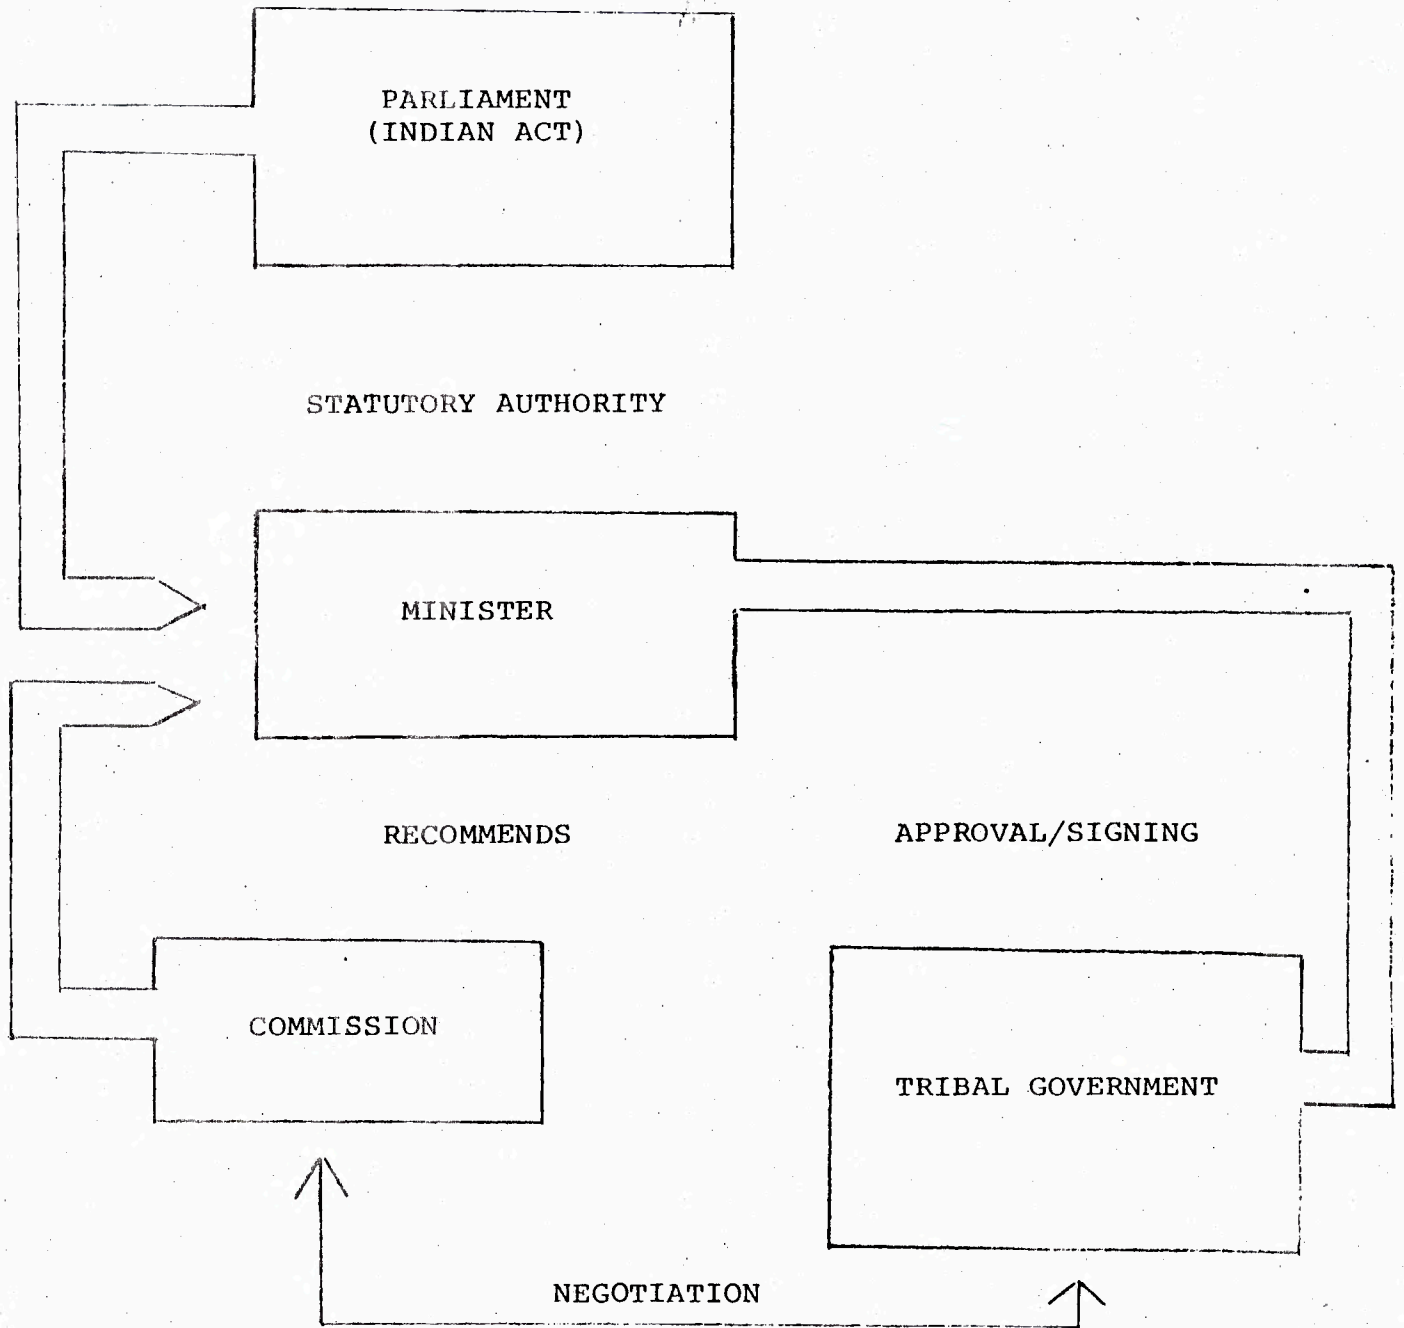 PARLIAMENT
(INDIAN ACT)
STATUTORY AUTHORITY
MINISTER
RECOMMENDS
APPROVAL/SIGNING
COMMISSION
TRIBAL GOVERNMENT
NEGOTIATION